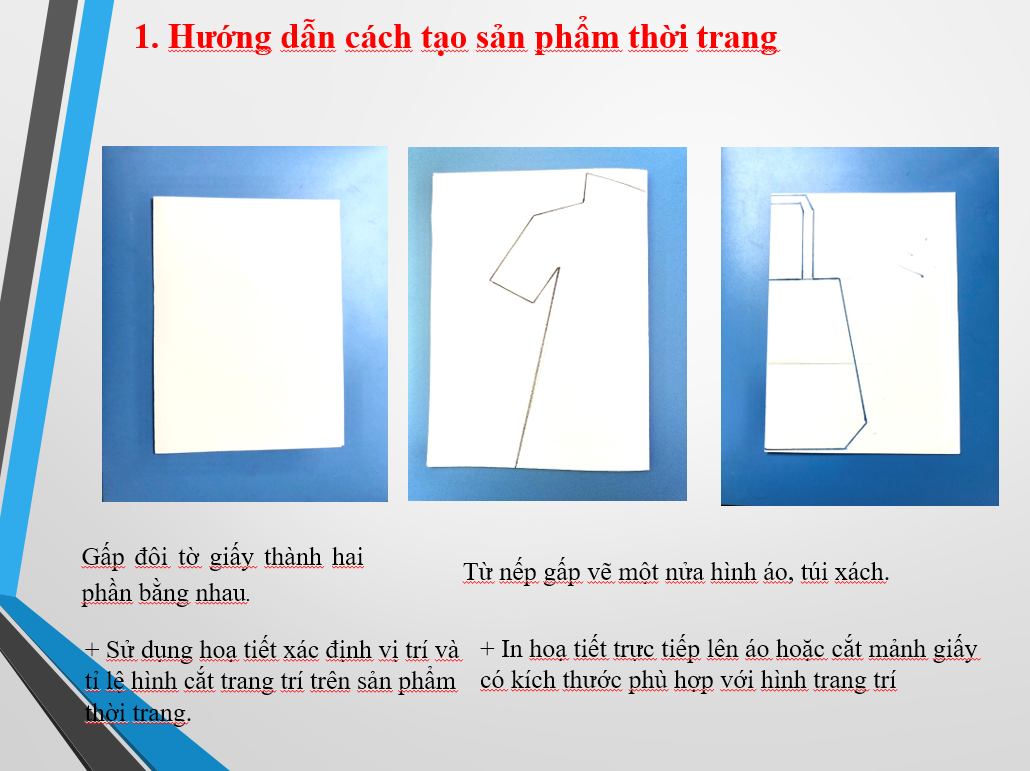 1. Hướng dẫn cách tạo sản phẩm thời trang
Gấp đôi tờ giấy thành hai
phần bằng nhau.
Từ nếp gấp vẽ một nửa hình áo, túi xách.
+ Sử dụng hoạ tiết xác định vị trí và
tỉ lệ hình cắt trang trí trên sản phẩm
thời trang.
+ In hoạ tiết trực tiếp lên áo hoặc cắt mảnh giấy
có kích thước phù hợp với hình trang trí